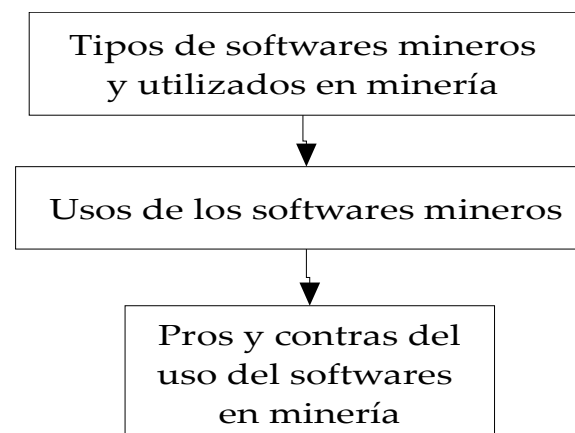 Tipos de softwares mineros
y utilizados en minería
Usos de los softwares mineros
Pros y contras del
uso del softwares
en minería